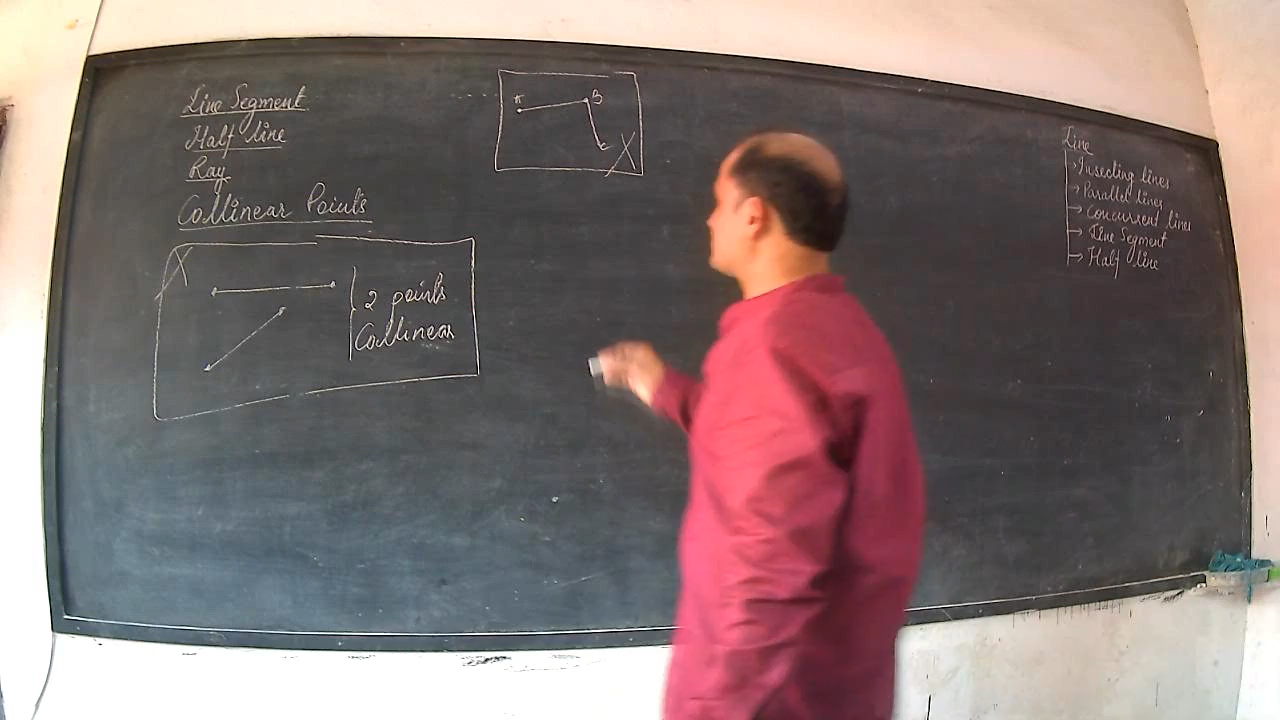 Line Segment
Half line
Ray
Collinear Points
X
2 points
Collinear
A
B
C
X
Line
Insecting lines
→ Parallel lines
→ Concurrent lines
→ Line Segment
→ Half line